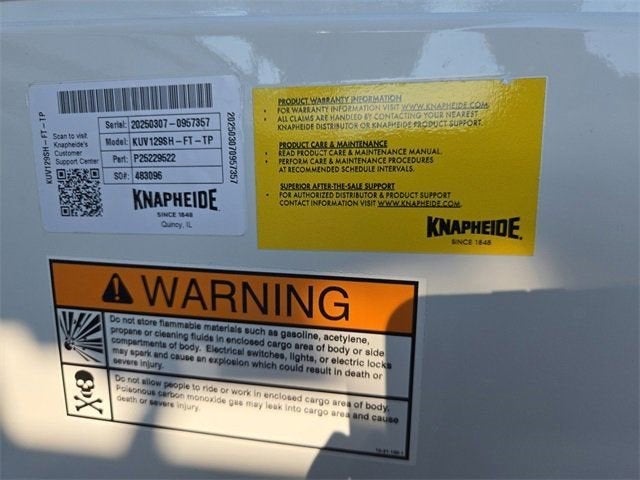 KUV129SH-FT-TP
Scan to visit
Knapheide's
Customer
Support Center
Serial: 20250307-0957357
Model: KUV129SH-FT-TP
Part: P25229522
SO#: 483096
202503070957357
KNAPHEIDE
SINCE 1848
Quincy, IL
PRODUCT WARRANTY INFORMATION
• FOR WARRANTY INFORMATION VISIT WWW.KNAPHEIDE.COM.
• ALL CLAIMS ARE HANDLED BY CONTACTING YOUR NEAREST
KNAPHEIDE DISTRIBUTOR OR KNAPHEIDE PRODUCT SUPPORT.
PRODUCT CARE & MAINTENANCE
• READ PRODUCT CARE & MAINTENANCE MANUAL.
• PERFORM CARE & MAINTENANCE PROCEDURES
AT RECOMMENDED SCHEDULE INTERVALS.
SUPERIOR AFTER-THE-SALE SUPPORT
• FOR AUTHORIZED DISTRIBUTOR & PRODUCT SUPPORT
CONTACT INFORMATION VISIT WWW.KNAPHEIDE.COM.
KNAPHEIDE.
SINCE 1848
WARNING
Do not store flammable materials such as gasoline, acetylene,
propane or cleaning fluids in enclosed cargo area of body or side
compartments of body. Electrical switches, lights, or electric locks
may spark and cause an explosion which could result in death or
severe injury.
Do not allow people to ride or work in enclosed cargo area of body.
Poisonous carbon monoxide gas may leak into cargo area and cause
death or severe injury.